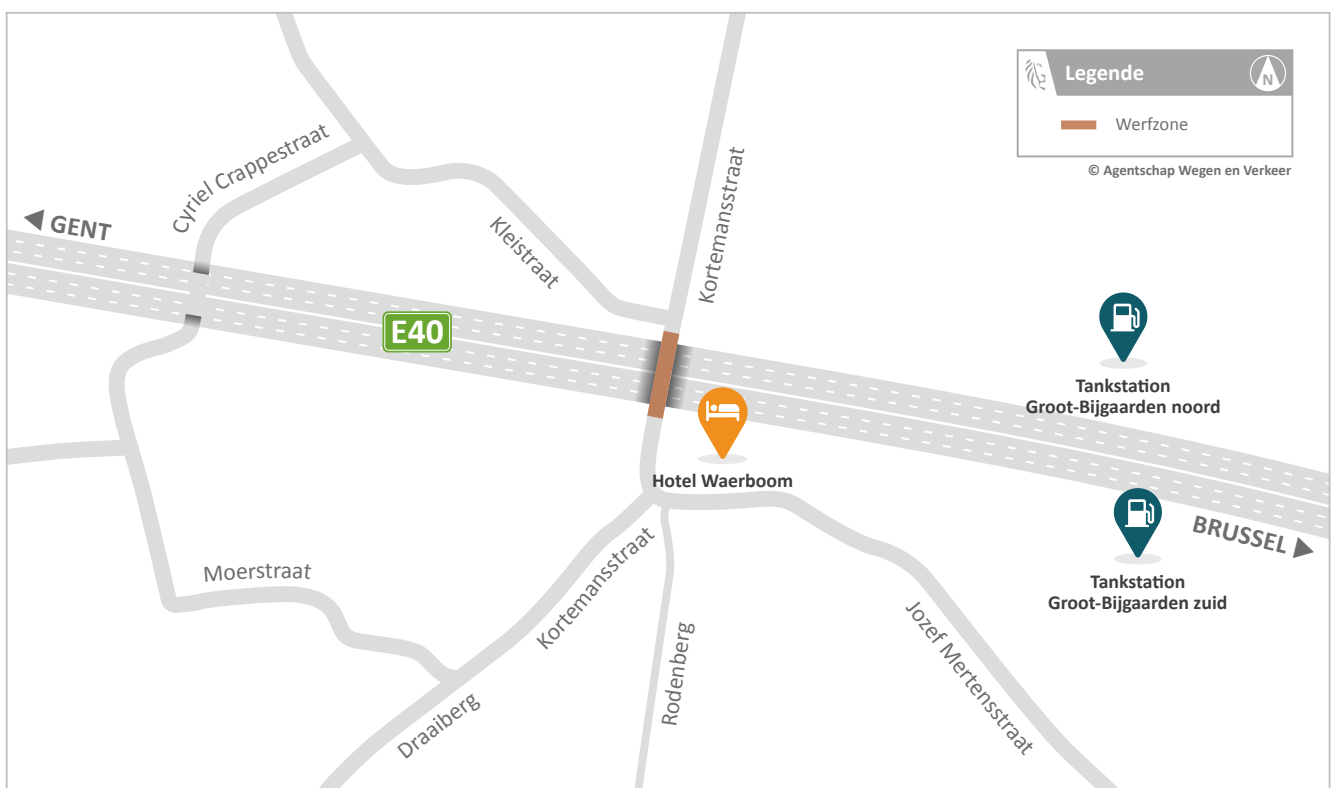 Legende
N
Werfzone
© Agentschap Wegen en Verkeer
Cyriel Crappestraat
Kortemansstraat
GENT
Kleistraat
E40
Tankstation
Groot-Bijgaarden noord
Hotel Waerboom
BRUSSEL
Tankstation
Groot-Bijgaarden zuid
Moerstraat
Kortemansstraat
Jozef Mertensstraat
Rodenberg
Draaiberg